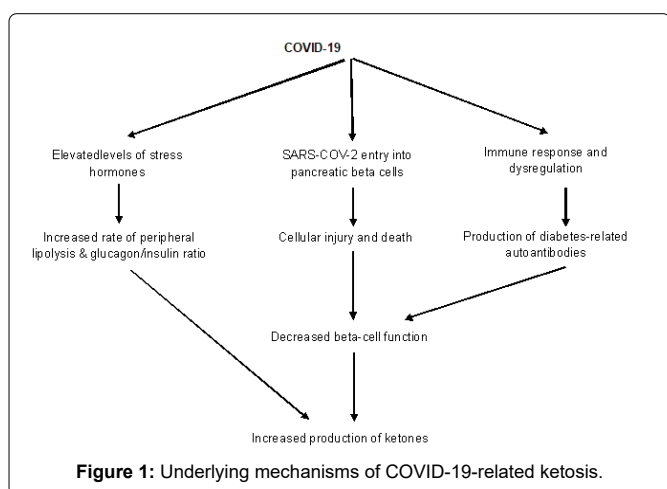 COVID-19
Elevatedlevels of stress
hormones
SARS-COV-2 entry into
pancreatic beta cells
Immune response and
dysregulation
Increased rate of peripheral
lipolysis & glucagon/insulin ratio
Cellular injury and death
Production of diabetes-related
autoantibodies
Decreased beta-cell function
Increased production of ketones
Figure 1: Underlying mechanisms of COVID-19-related ketosis.